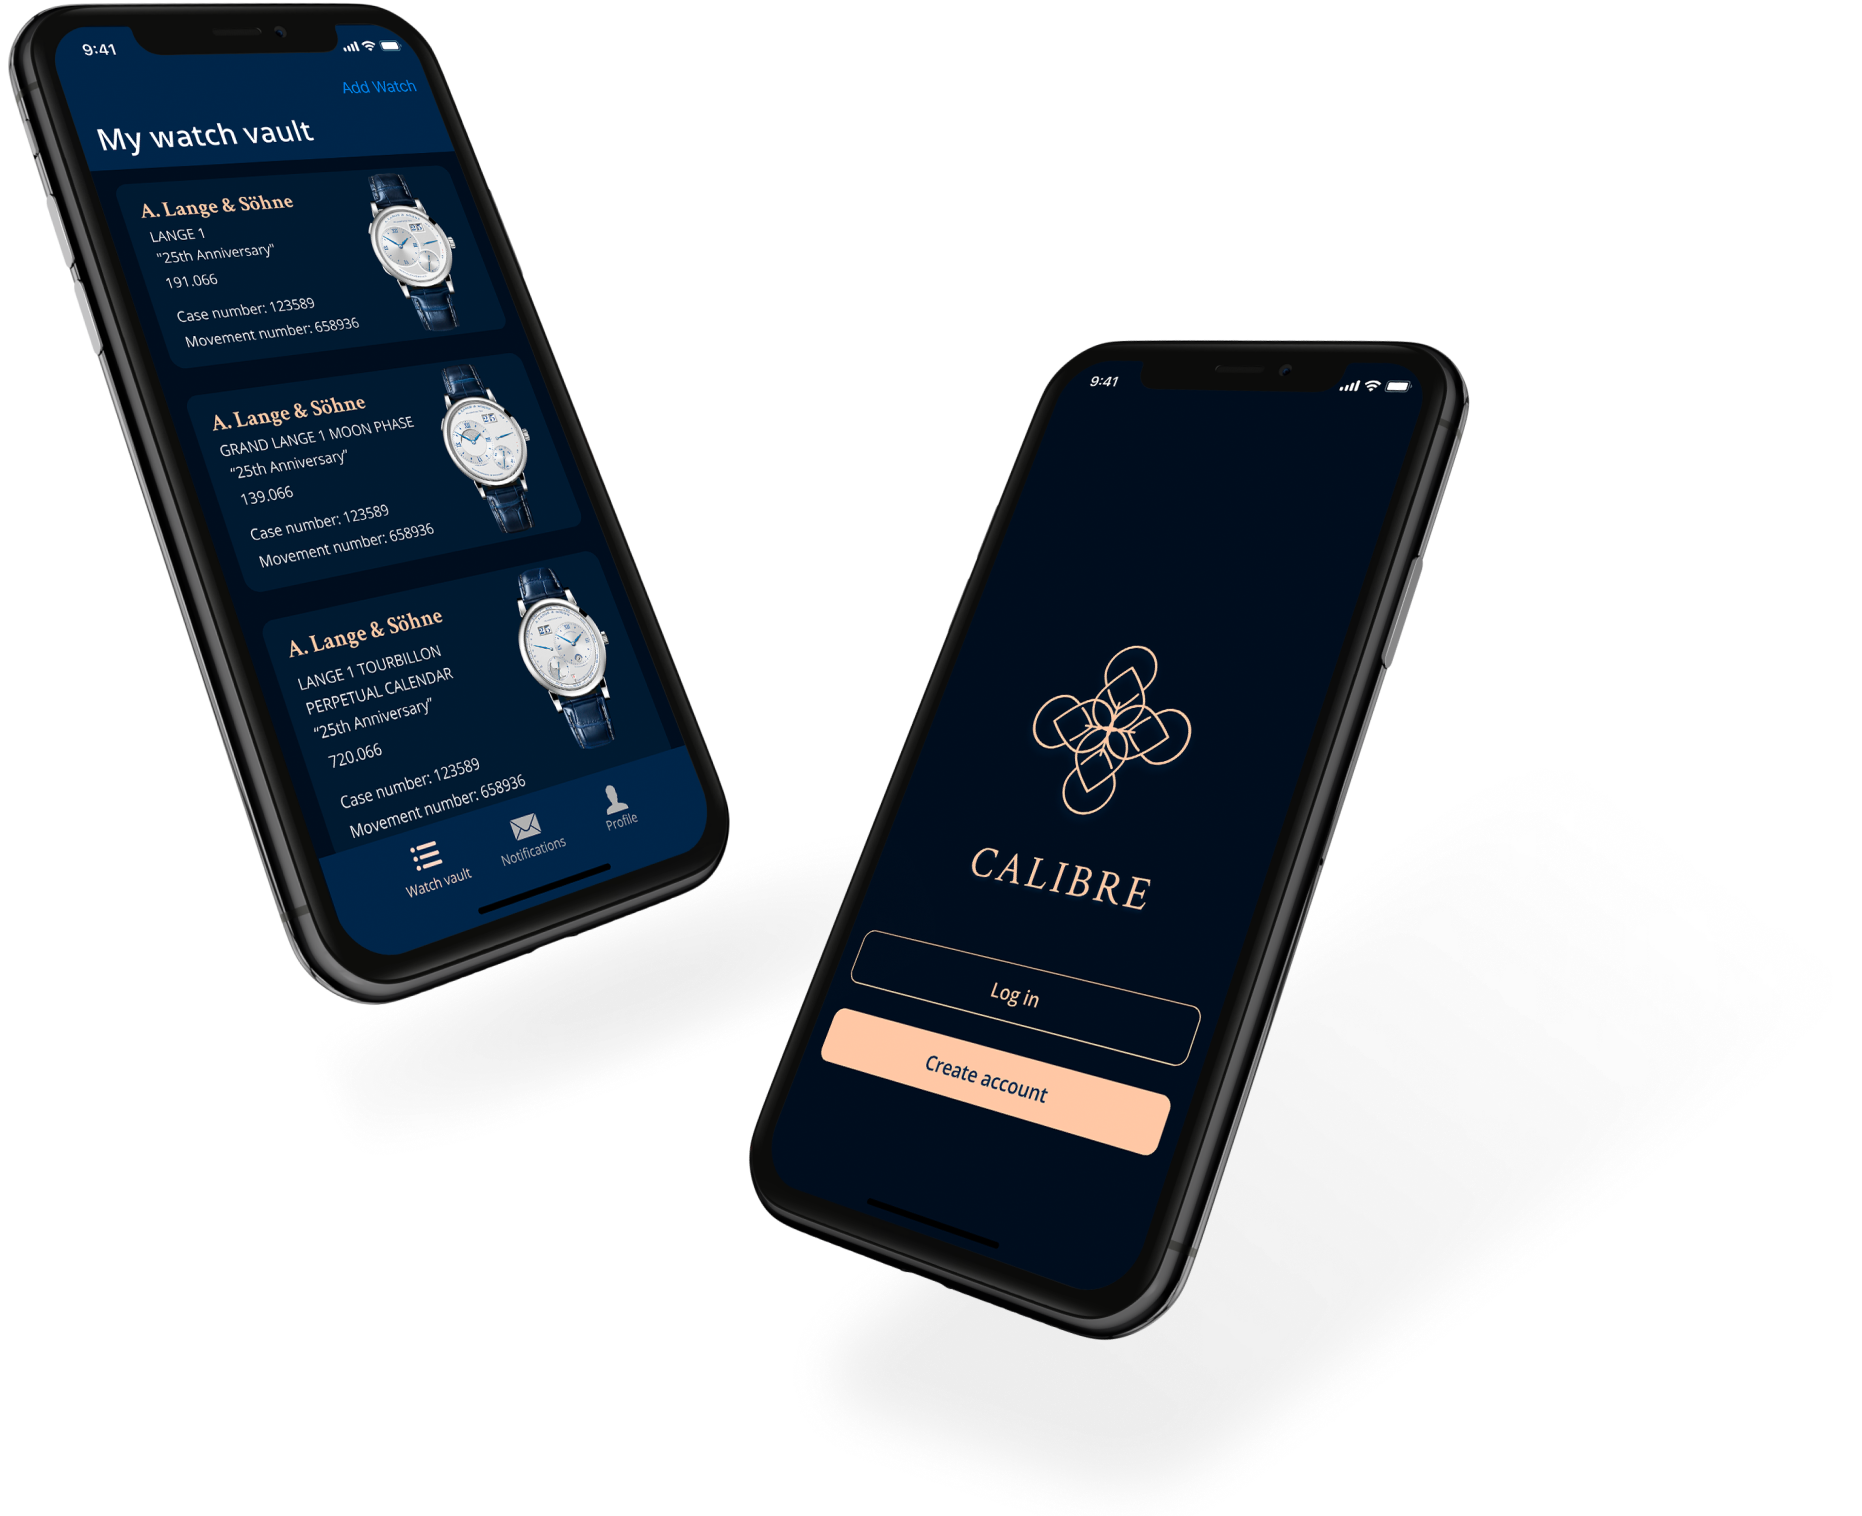 9:41
Add Watch
My watch vault
A. Lange & Söhne
LANGE 1
"25th Anniversary"
191.066
Case number: 123589
Movement number: 658936
A. Lange & Söhne
GRAND LANGE 1 MOON PHASE
"25th Anniversary"
139.066
Case number: 123589
Movement number: 658936
A. Lange & Söhne
LANGE 1 TOURBILLON
PERPETUAL CALENDAR
"25th Anniversary"
720.066
Case number: 123589
Movement number: 658936
Watch vault
Notifications
Profile
9:41
CALIBRE
Log in
Create account